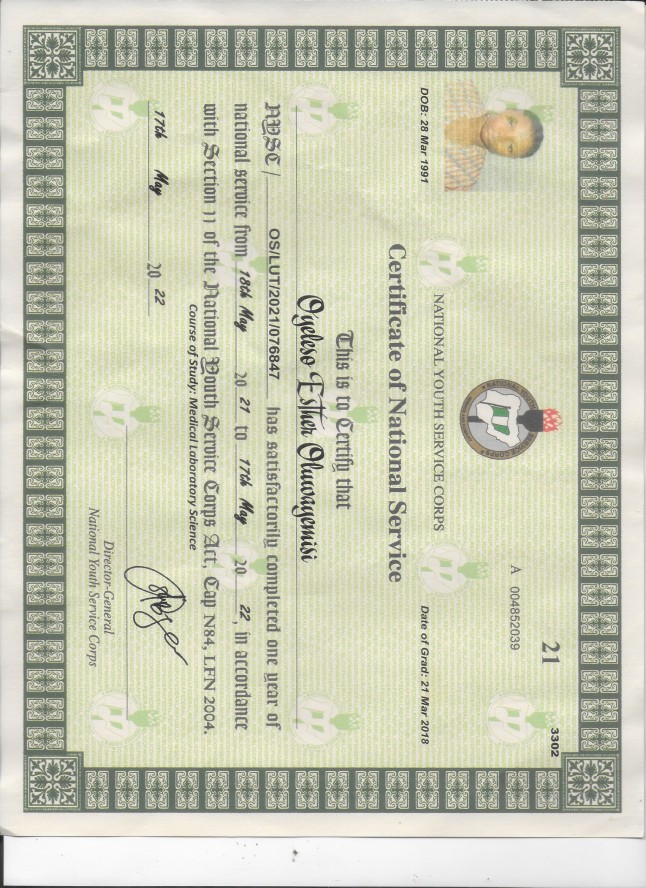 21
3302
A 004852039
NATIONAL YOUTH SERVICE CORPS
DOB: 28 Mar 1991
Date of Grad: 21 Mar 2018
Certificate of National Service
This is to Certify that
Oyeleso Esther Oluwayemisi
NYSC / OS/LUT/2021/076847 has satisfactorily completed one year of
national service from 18th May 20 21 to 17th May 20 22, in accordance
with Section 11 of the National Youth Service Corps Act, Cap N84, LFN 2004.
Course of Study: Medical Laboratory Science
17th May 20 22
Director-General
National Youth Service Corps